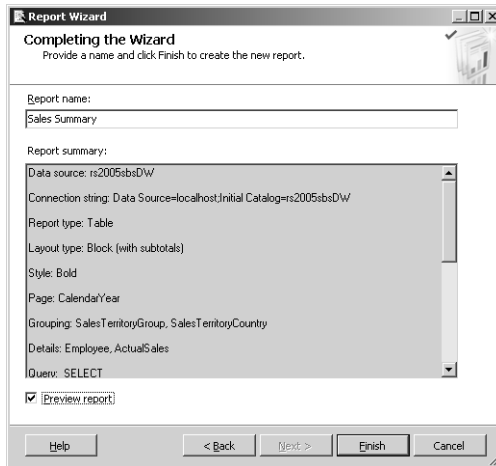 Report Wizard
Completing the Wizard
Provide a name and click Finish to create the new report.
Report name:
Sales Summary
Report summary:
Data source: rs2005sbsDW
Connection string: Data Source=localhost;Initial Catalog=rs2005sbsDW
Report type: Table
Layout type: Block (with subtotals)
Style: Bold
Page: CalendarYear
Grouping: SalesTerritoryGroup, SalesTerritoryCountry
Details: Employee, ActualSales
Query: SELECT
Preview report
Help < Back Next > Finish Cancel